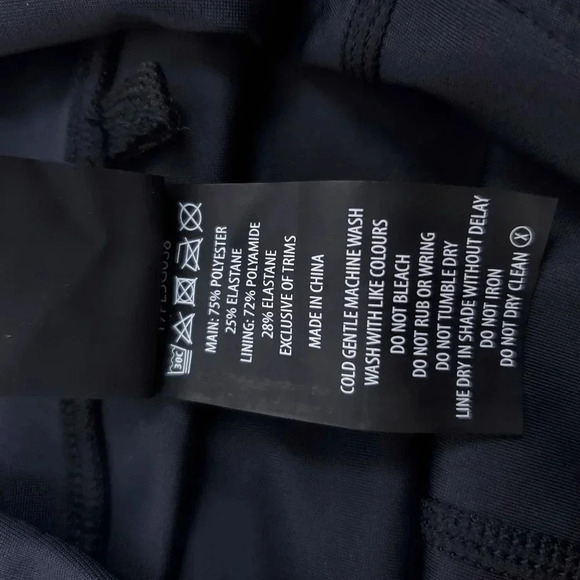 30C
MAIN: 75% POLYESTER
25% ELASTANE
LINING: 72% POLYAMIDE
28% ELASTANE
EXCLUSIVE OF TRIMS
MADE IN CHINA
COLD GENTLE MACHINE WASH
WASH WITH LIKE COLOURS
DO NOT BLEACH
DO NOT RUB OR WRING
DO NOT TUMBLE DRY
LINE DRY IN SHADE WITHOUT DELAY
DO NOT IRON
DO NOT DRY CLEAN X